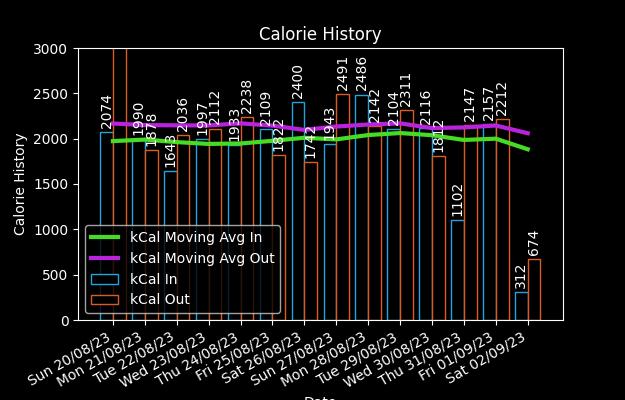 Calorie History
3000
2500
2000
1500
1000
500
0
Calorie History
2074
1990
1878
1643
2036
1997
2112
1933
2238
2109
1822
2400
1742
1943
2491
2486
2142
2104
2311
2116
1812
1102
2147
2157
2212
312
674
kCal Moving Avg In
kCal Moving Avg Out
kCal In
kCal Out
Sun 20/08/23
Mon 21/08/23
Tue 22/08/23
Wed 23/08/23
Thu 24/08/23
Fri 25/08/23
Sat 26/08/23
Sun 27/08/23
Mon 28/08/23
Tue 29/08/23
Wed 30/08/23
Thu 31/08/23
Fri 01/09/23
Sat 02/09/23
Date